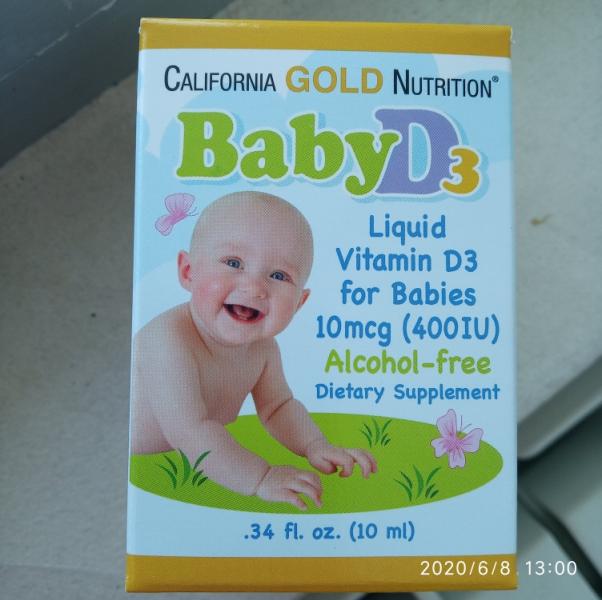 CALIFORNIA GOLD NUTRITION®
BabyD3
Liquid
Vitamin D3
for Babies
10mcg (400IU)
Alcohol-free
Dietary Supplement
.34 fl. oz. (10 ml)
2020/6/8 13:00